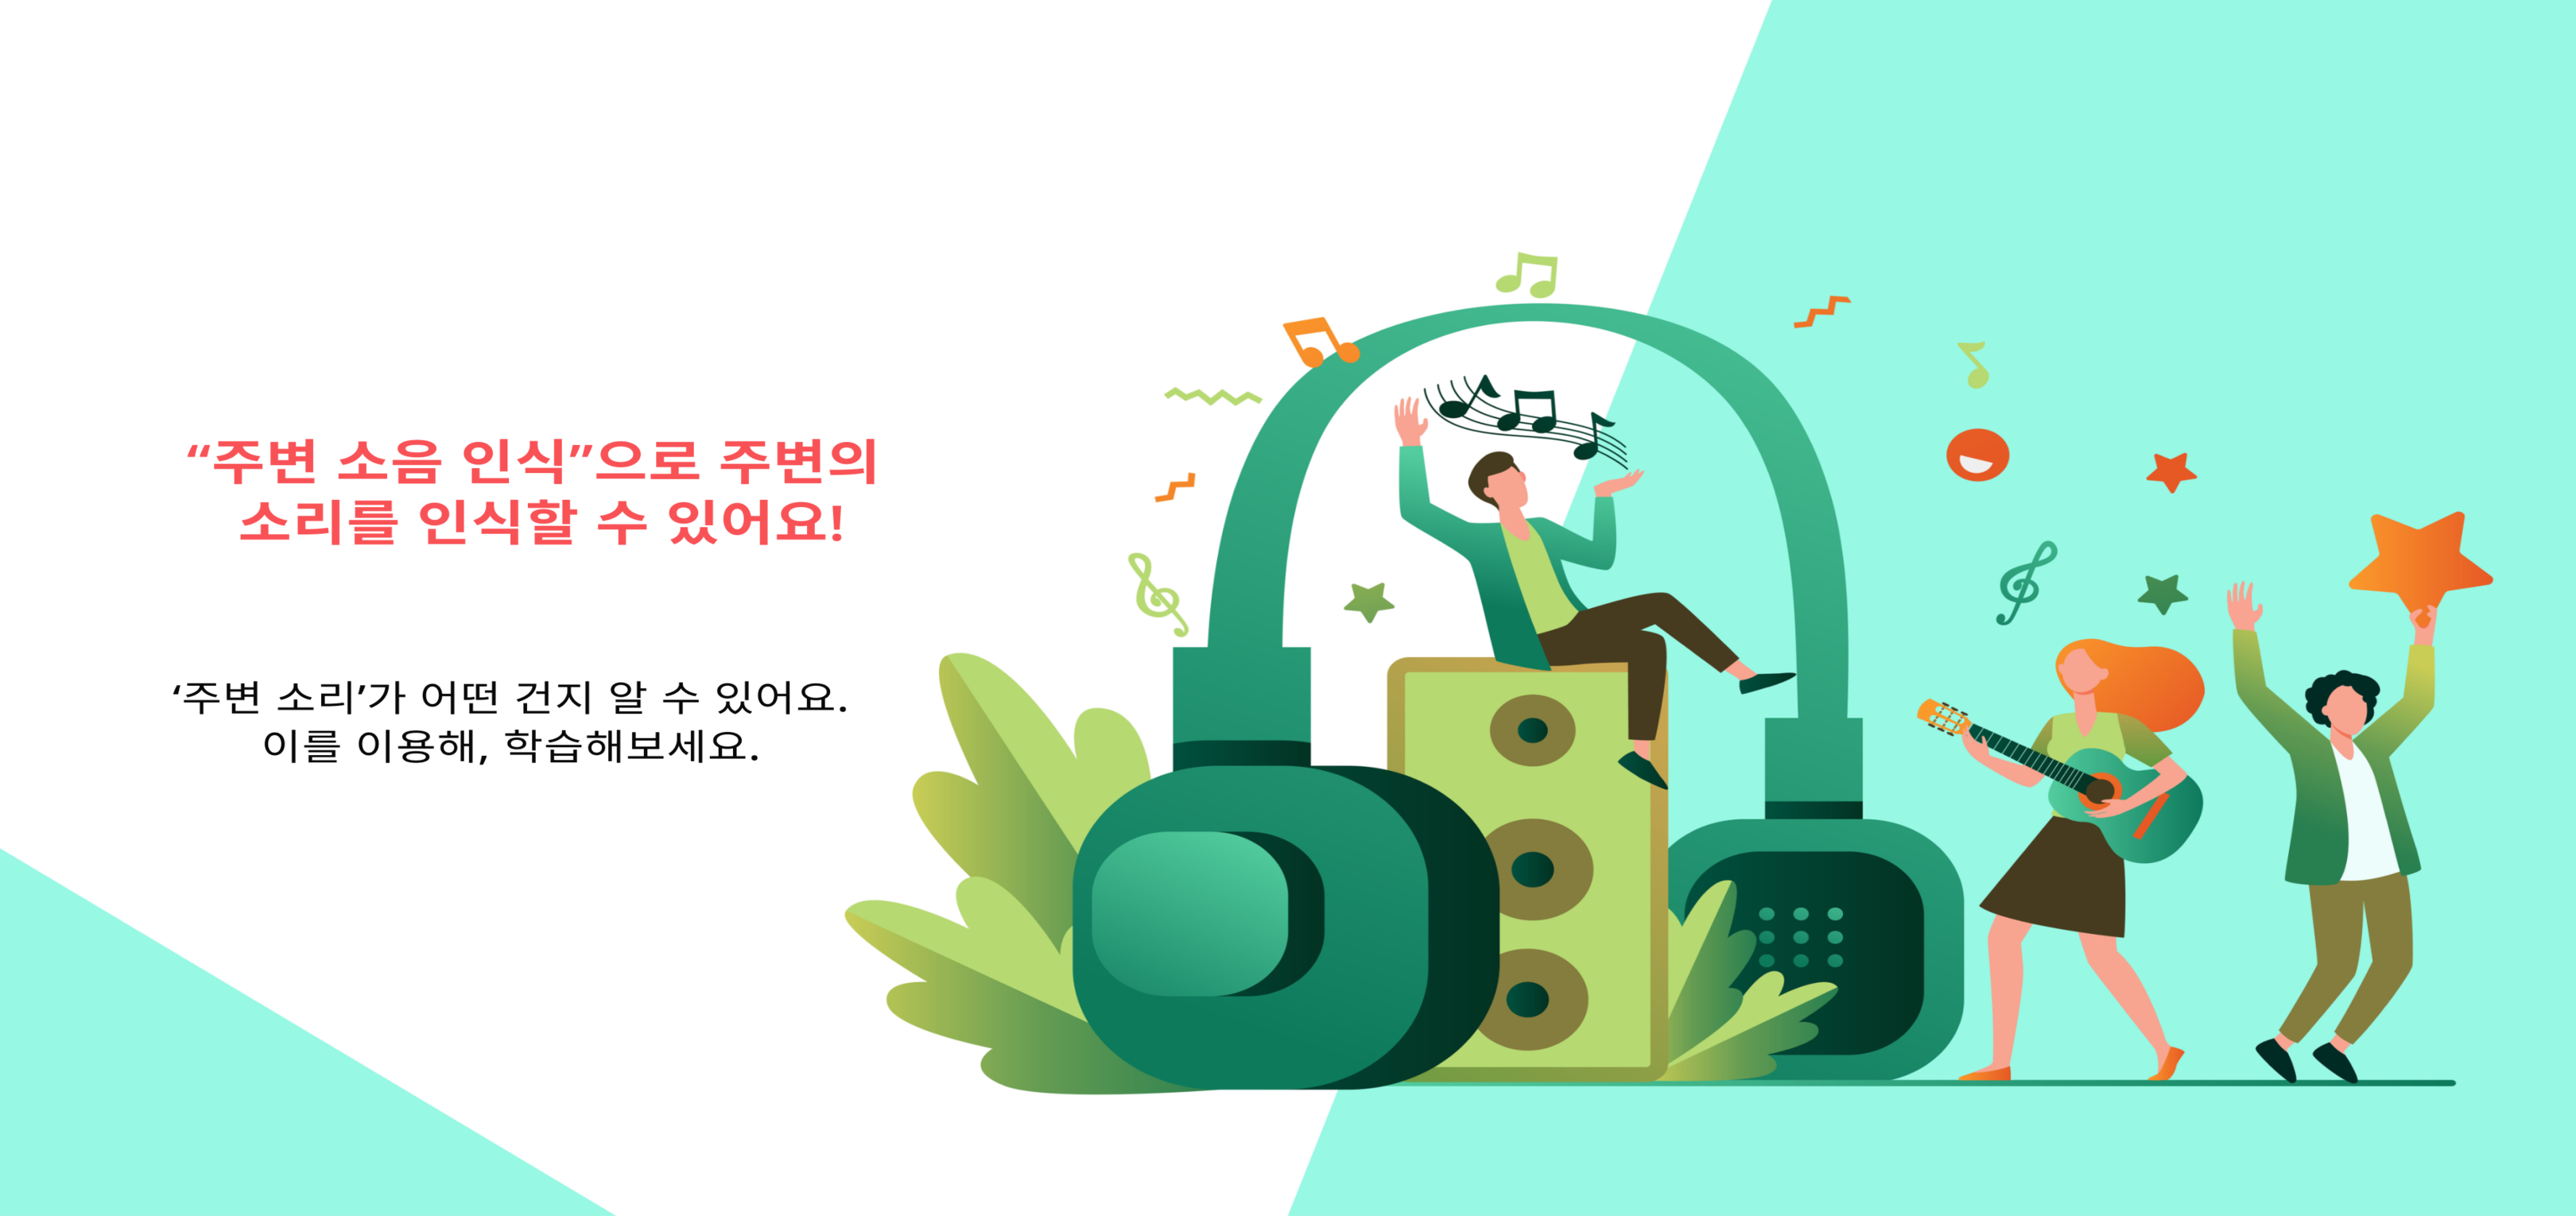 “주변 소음 인식”으로 주변의
소리를 인식할 수 있어요!
‘주변 소리’가 어떤 건지 알 수 있어요.
이를 이용해, 학습해보세요.